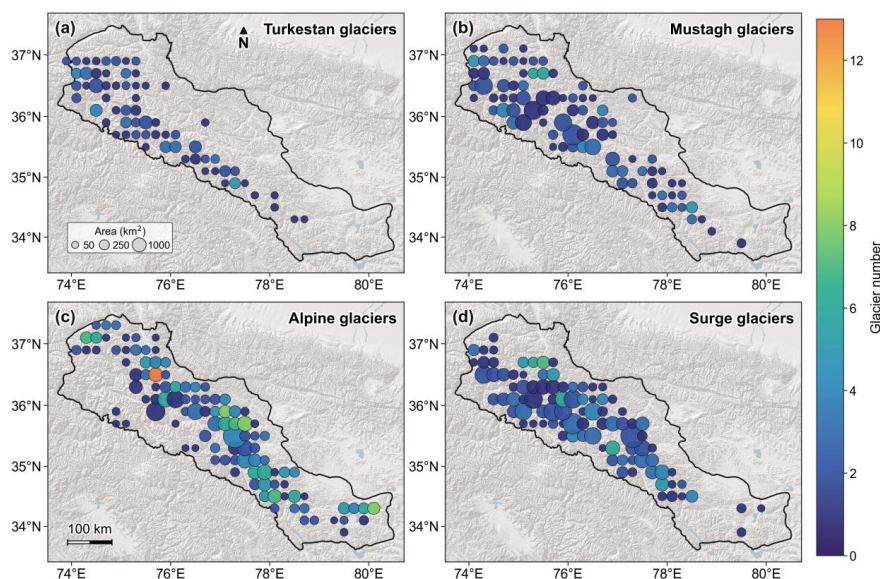 (a)
Turkestan glaciers
N
37°N
36°N
35°N
34°N
Area (km²)
50 250 1000
74°E 76°E 78°E 80°E
(b)
Mustagh glaciers
37°N
36°N
35°N
34°N
74°E 76°E 78°E 80°E
(c)
Alpine glaciers
37°N
36°N
35°N
34°N
100 km
74°E 76°E 78°E 80°E
(d)
Surge glaciers
37°N
36°N
35°N
34°N
74°E 76°E 78°E 80°E
12
10
8
6
4
2
0
Glacier number